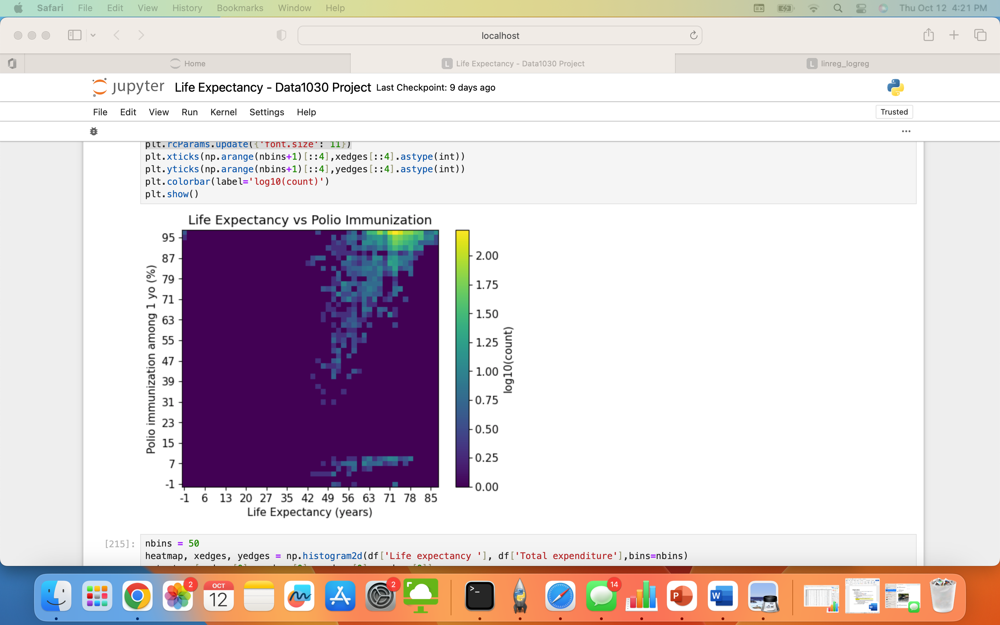 Safari File Edit View History Bookmarks Window Help Thu Oct 12 4:21 PM
localhost
Home L Life Expectancy - Data1030 Project L linreg_logreg
jupyter Life Expectancy - Data1030 Project Last Checkpoint: 9 days ago
File Edit View Run Kernel Settings Help Trusted
plt.rcParams.update({'font.size': 11})
plt.xticks(np.arange(nbins+1)[::4],xedges[::4].astype(int))
plt.yticks(np.arange(nbins+1)[::4],yedges[::4].astype(int))
plt.colorbar(label='log10(count)')
plt.show()
Life Expectancy vs Polio Immunization
Polio immunization among 1 yo (%)
95
87
79
71
63
55
47
39
31
23
15
7
-1
-1 6 13 20 27 35 42 49 56 63 71 78 85
Life Expectancy (years)
2.00
1.75
1.50
1.25
1.00
0.75
0.50
0.25
0.00
log10(count)
[215]: nbins = 50
heatmap, xedges, yedges = np.histogram2d(df['Life expectancy '], df['Total expenditure'],bins=nbins)
2 OCT 12 2 >_ 14 P W